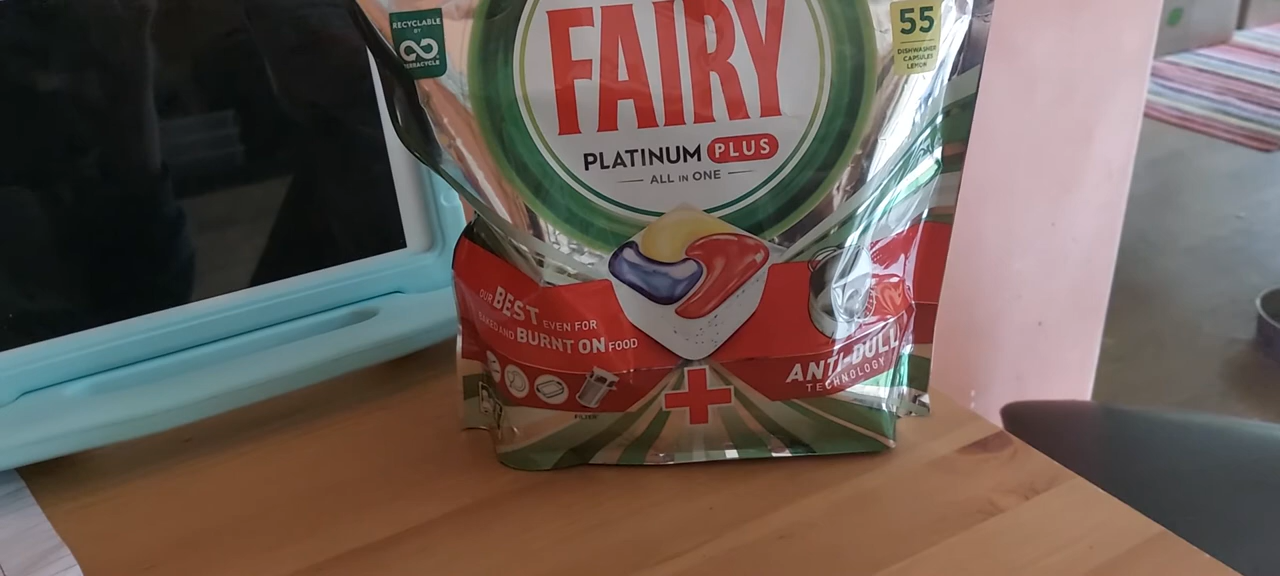 RECYCLABLE
BY
TERRACYCLE
FAIRY
PLATINUM PLUS
ALL IN ONE
55
DISHWASHER
CAPSULES
LEMON
OUR BEST EVEN FOR
BAKED AND BURNT ON FOOD
FILTER
ANTI-DULL
TECHNOLOGY